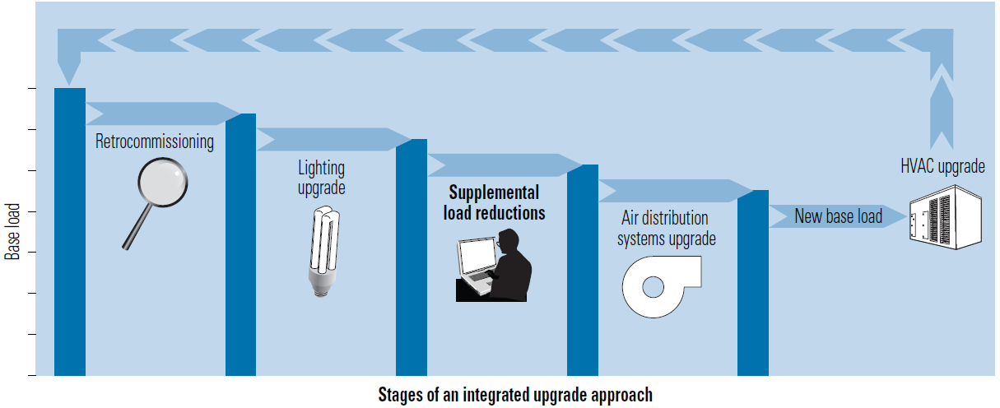 Retrocommissioning
Lighting
upgrade
Supplemental
load reductions
Air distribution
systems upgrade
New base load
HVAC upgrade
Base load
Stages of an integrated upgrade approach